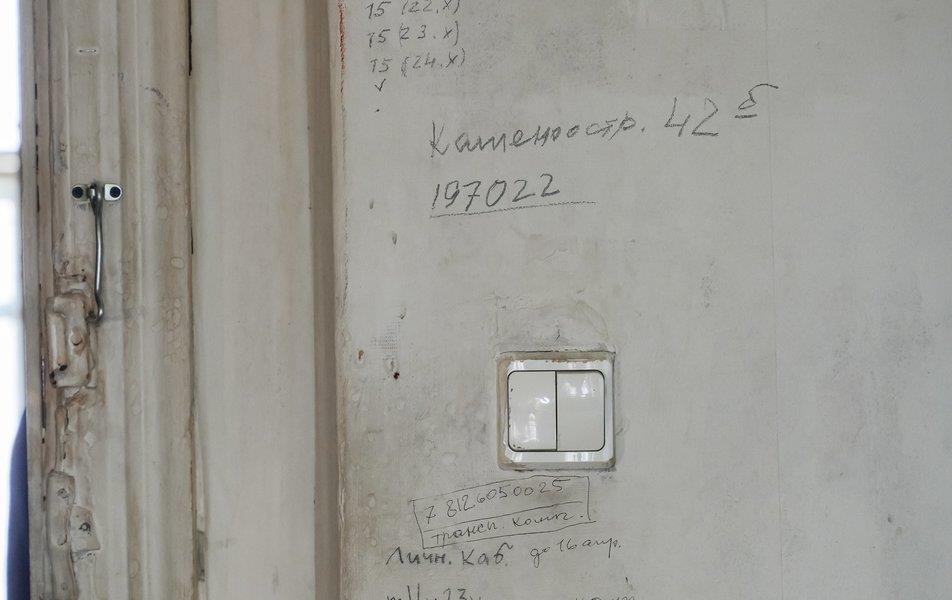 15 (22.X)
15 (23.X)
15 (24.X)
Каменноостр. 42 б
197022
7 812 605 00 25
трансп. комп.
Личн. каб. до 16 апр.